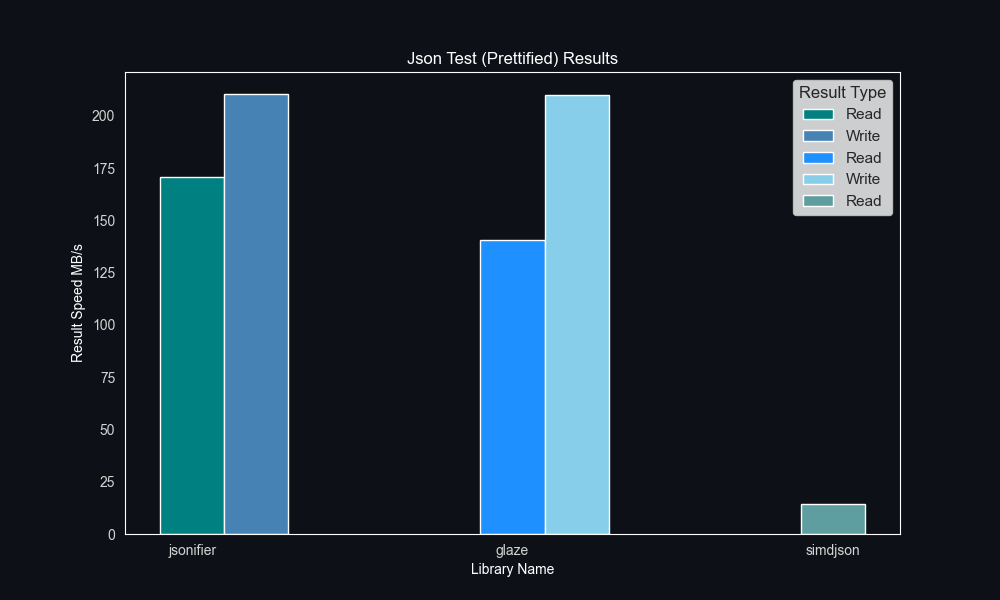 Json Test (Prettified) Results
Result Type
Read
Write
Read
Write
Read
Result Speed MB/s
200
175
150
125
100
75
50
25
0
jsonifier
glaze
simdjson
Library Name